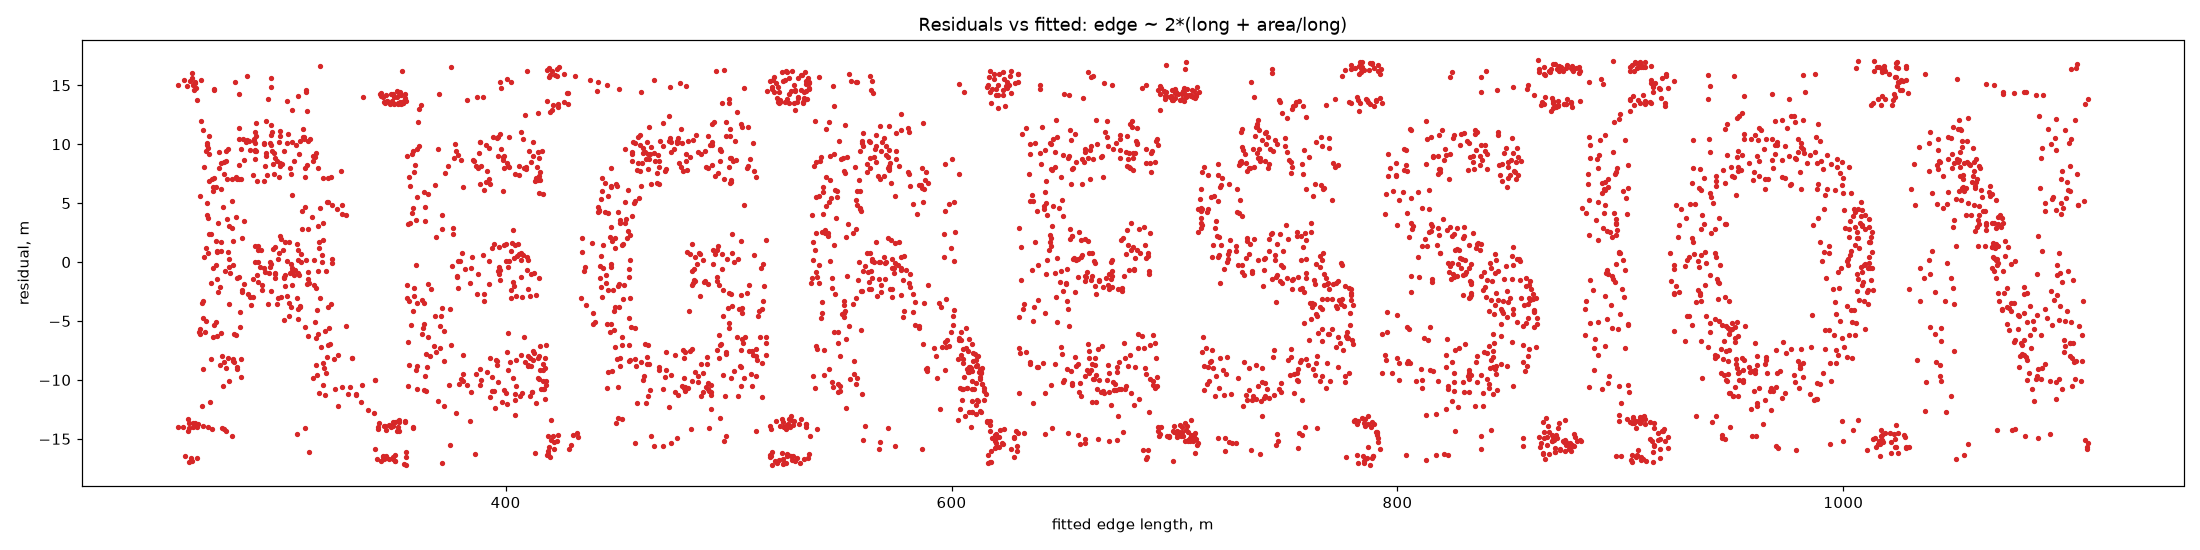 Residuals vs fitted: edge ~ 2*(long + area/long)
REGRESSION
residual, m
15
10
5
0
−5
−10
−15
400 600 800 1000
fitted edge length, m